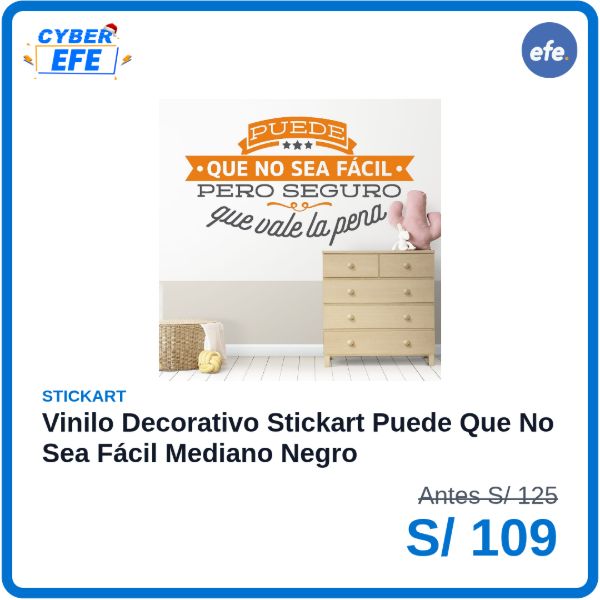 CYBER
EFE
efe.
PUEDE
QUE NO SEA FÁCIL
PERO SEGURO
que vale la pena
STICKART
Vinilo Decorativo Stickart Puede Que No
Sea Fácil Mediano Negro
Antes S/ 125
S/ 109